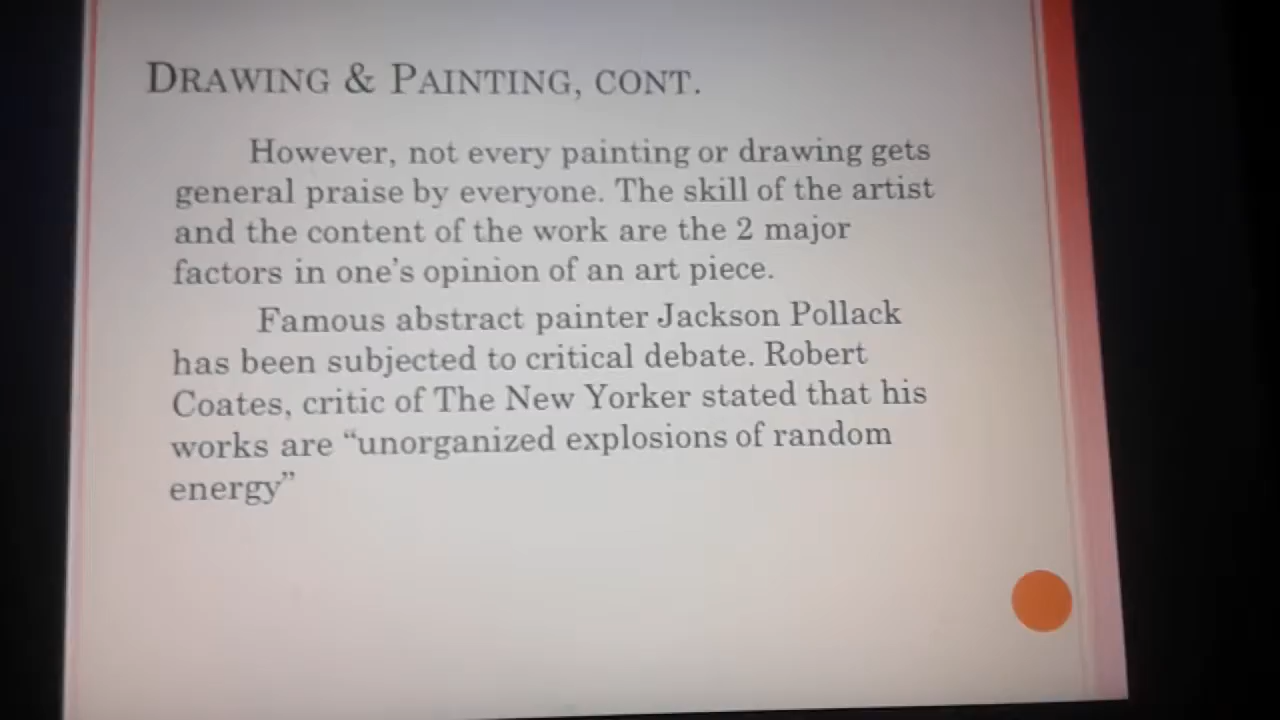 DRAWING & PAINTING, CONT.
However, not every painting or drawing gets
general praise by everyone. The skill of the artist
and the content of the work are the 2 major
factors in one's opinion of an art piece.
Famous abstract painter Jackson Pollack
has been subjected to critical debate. Robert
Coates, critic of The New Yorker stated that his
works are “unorganized explosions of random
energy”